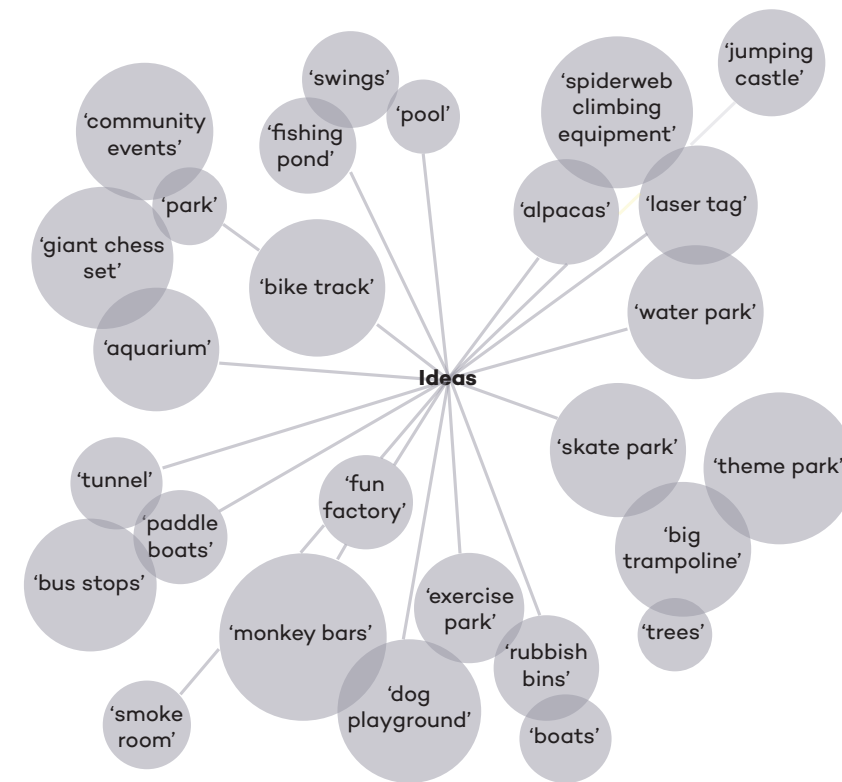 ‘jumping
castle’
‘swings’
‘spiderweb
climbing
equipment’
‘community
events’
‘pool’
‘fishing
pond’
‘park’
‘alpacas’
‘laser tag’
‘giant chess
set’
‘bike track’
‘water park’
‘aquarium’
Ideas
‘skate park’
‘theme park’
‘tunnel’
‘fun
factory’
‘paddle
boats’
‘big
trampoline’
‘bus stops’
‘exercise
park’
‘monkey bars’
‘trees’
‘rubbish
bins’
‘dog
playground’
‘smoke
room’
‘boats’